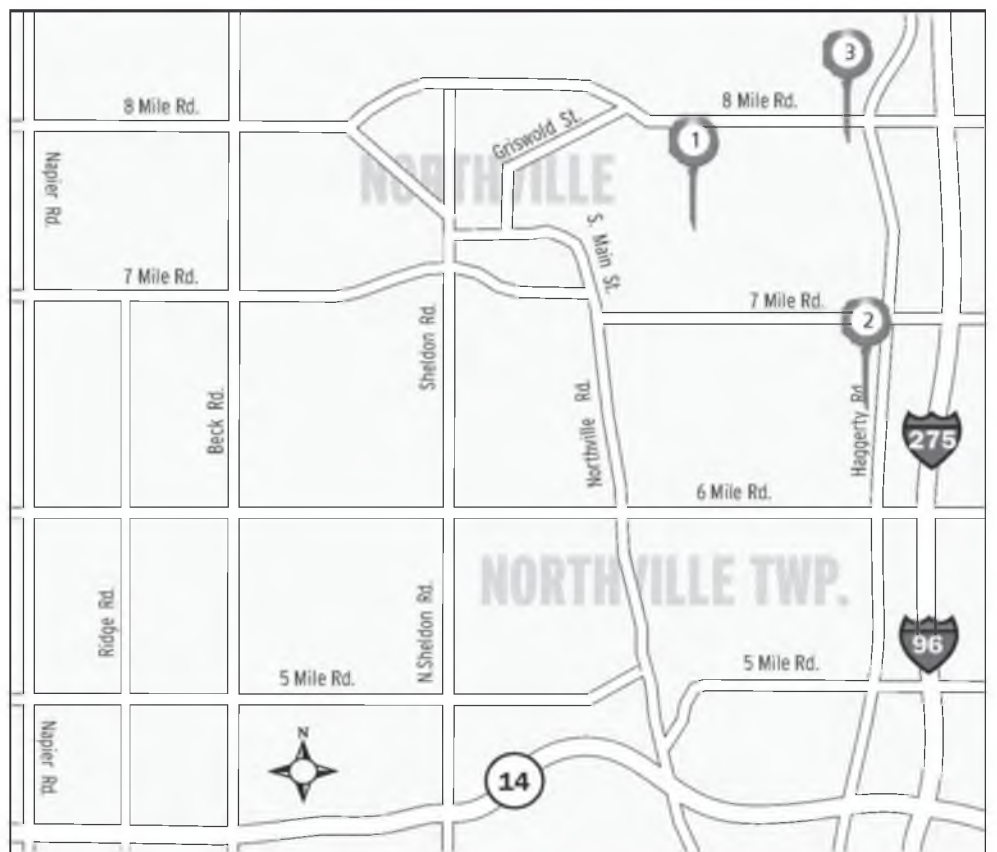 3
8 Mile Rd.
8 Mile Rd.
Griswold St.
1
NORTHVILLE
Napier Rd.
S. Main St.
7 Mile Rd.
7 Mile Rd.
2
Sheldon Rd.
Beck Rd.
Northville Rd.
Haggerty Rd
275
6 Mile Rd.
NORTHVILLE TWP.
Ridge Rd.
N.Sheldon Rd.
96
5 Mile Rd.
5 Mile Rd.
Napier Rd.
N
14